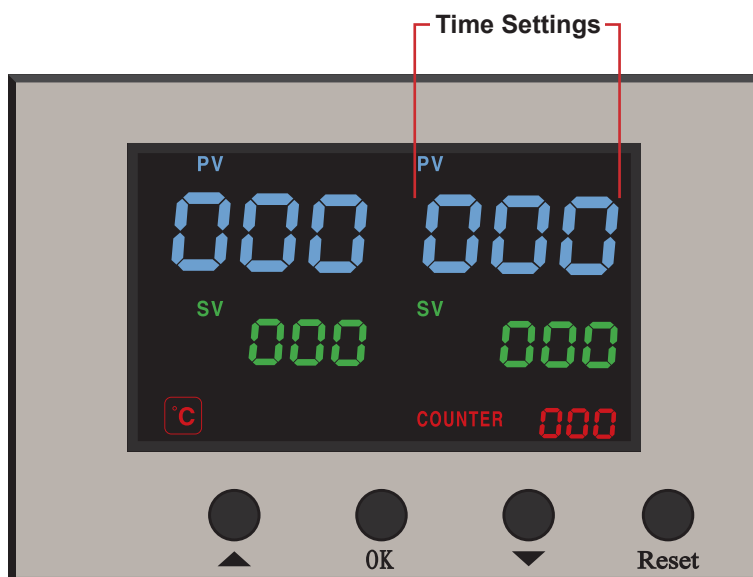 Time Settings
PV PV
000 000
SV SV
000 000
°C COUNTER 000
OK Reset